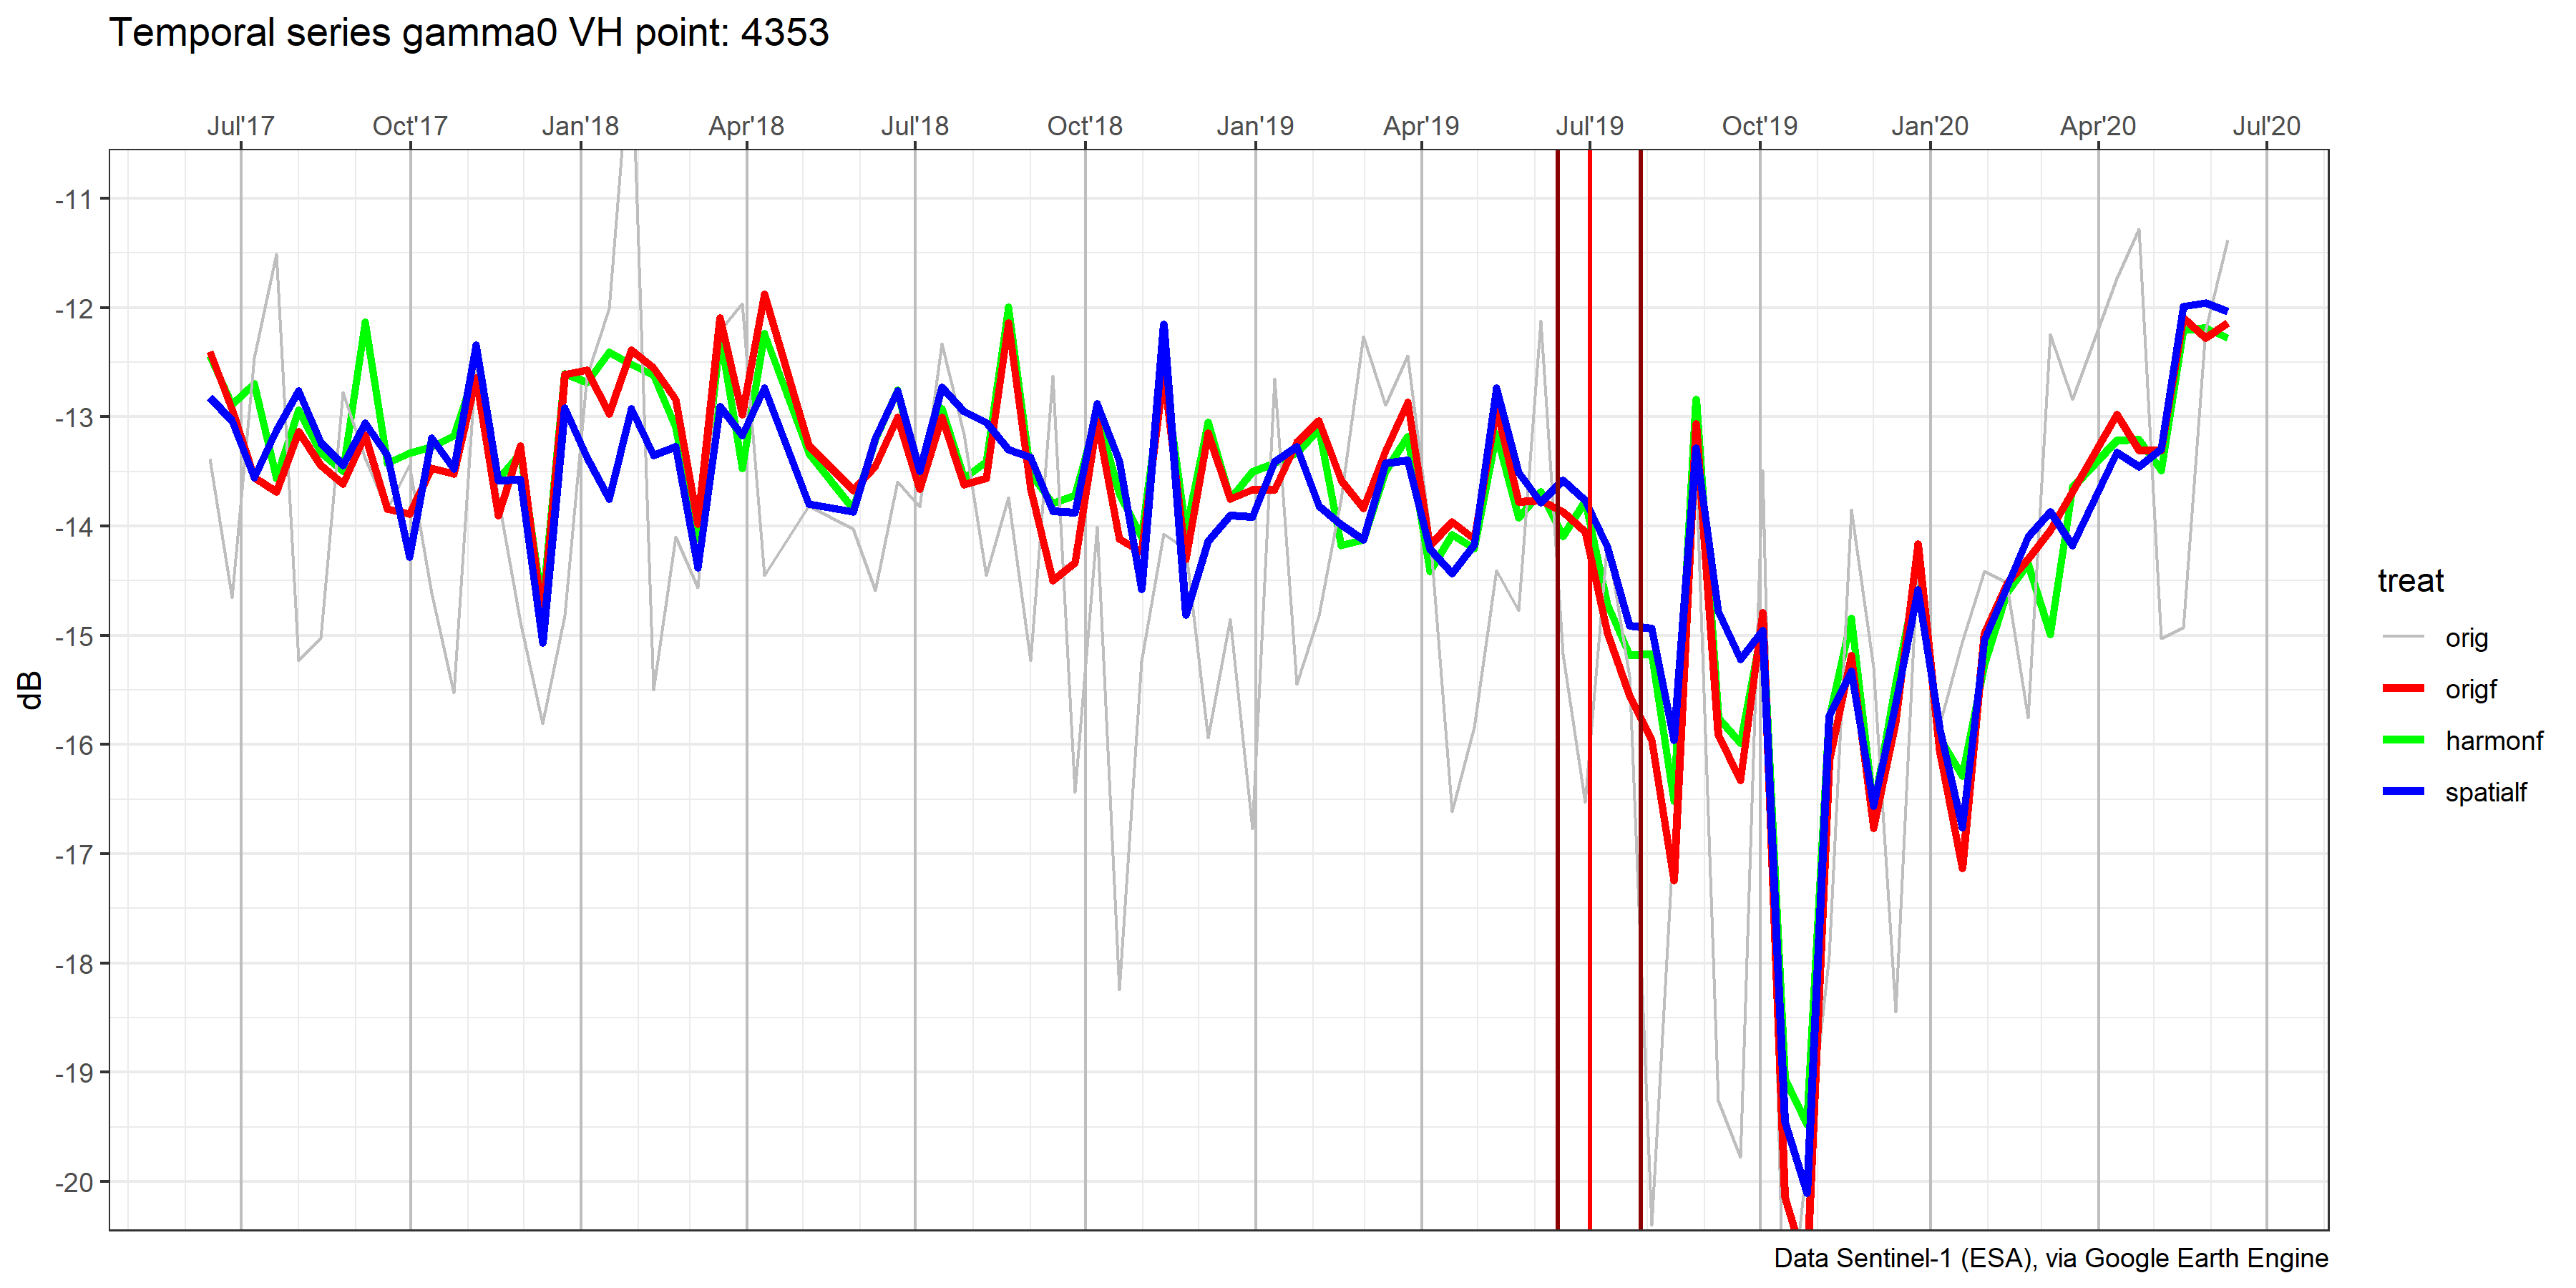 Temporal series gamma0 VH point: 4353
Jul'17 Oct'17 Jan'18 Apr'18 Jul'18 Oct'18 Jan'19 Apr'19 Jul'19 Oct'19 Jan'20 Apr'20 Jul'20
-11
-12
-13
-14
-15
-16
-17
-18
-19
-20
dB
treat
orig
origf
harmonf
spatialf
Data Sentinel-1 (ESA), via Google Earth Engine